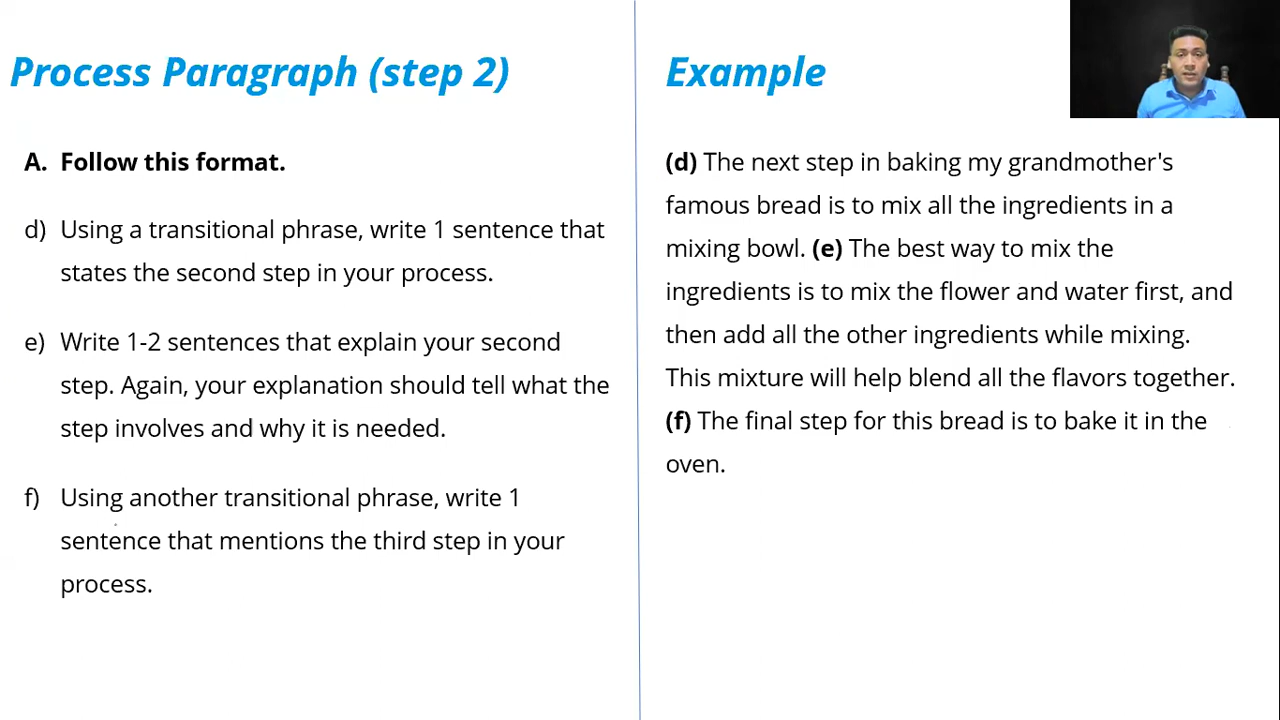 Process Paragraph (step 2)
A. Follow this format.
d) Using a transitional phrase, write 1 sentence that
states the second step in your process.
e) Write 1-2 sentences that explain your second
step. Again, your explanation should tell what the
step involves and why it is needed.
f) Using another transitional phrase, write 1
sentence that mentions the third step in your
process.
Example
(d) The next step in baking my grandmother's
famous bread is to mix all the ingredients in a
mixing bowl. (e) The best way to mix the
ingredients is to mix the flower and water first, and
then add all the other ingredients while mixing.
This mixture will help blend all the flavors together.
(f) The final step for this bread is to bake it in the
oven.